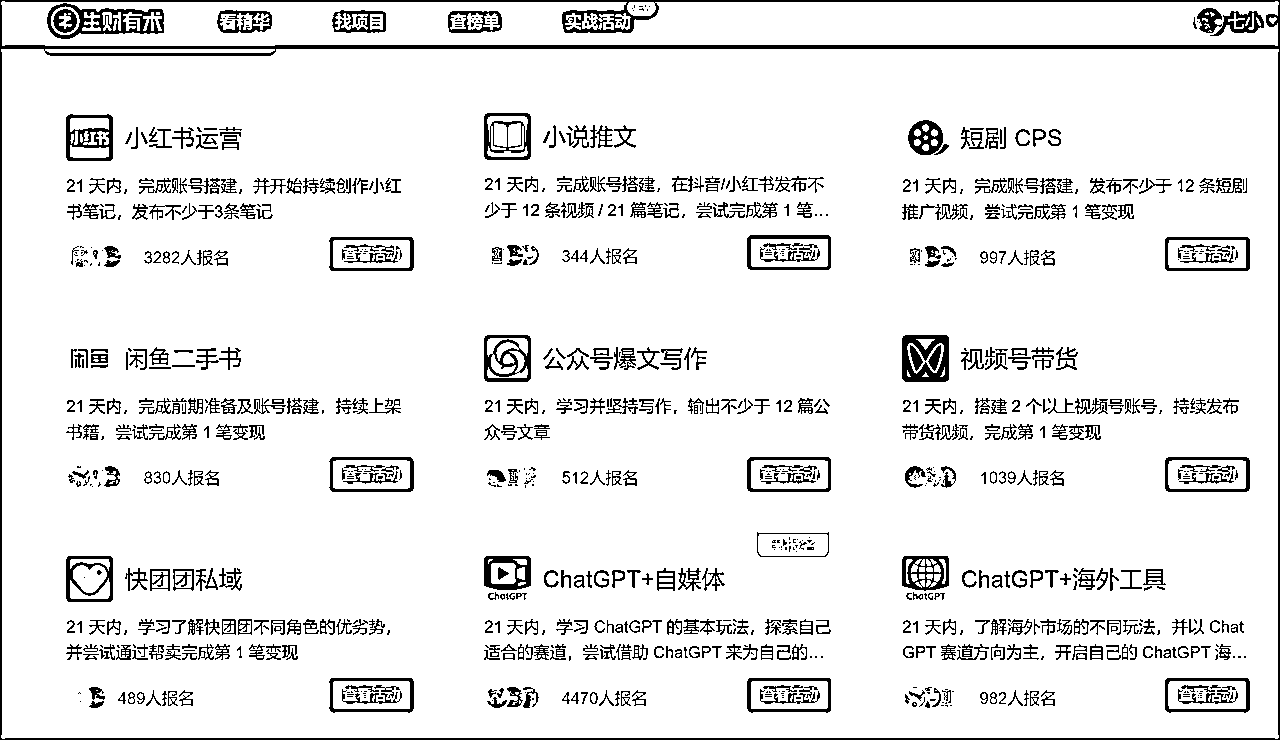 生财有术 看精华 找项目 查榜单 实战活动 七小
小红书 小红书运营
21 天内，完成账号搭建，并开始持续创作小红
书笔记，发布不少于3条笔记
3282人报名 查看活动
小说推文
21 天内，完成账号搭建，在抖音/小红书发布不
少于 12 条视频 / 21 篇笔记，尝试完成第 1 笔...
344人报名 查看活动
短剧 CPS
21 天内，完成账号搭建，发布不少于 12 条短剧
推广视频，尝试完成第 1 笔变现
997人报名 查看活动
闲鱼 闲鱼二手书
21 天内，完成前期准备及账号搭建，持续上架
书籍，尝试完成第 1 笔变现
830人报名 查看活动
公众号爆文写作
21 天内，学习并坚持写作，输出不少于 12 篇公
众号文章
512人报名 查看活动
视频号带货
21 天内，搭建 2 个以上视频号账号，持续发布
带货视频，完成第 1 笔变现
1039人报名 查看活动
快团团私域
21 天内，学习了解快团团不同角色的优劣势，
并尝试通过帮卖完成第 1 笔变现
489人报名 查看活动
ChatGPT ChatGPT+自媒体
21 天内，学习 ChatGPT 的基本玩法，探索自己
适合的赛道，尝试借助 ChatGPT 来为自己的...
4470人报名 查看活动
ChatGPT ChatGPT+海外工具
21 天内，了解海外市场的不同玩法，并以 Chat
GPT 赛道方向为主，开启自己的 ChatGPT 海...
982人报名 查看活动